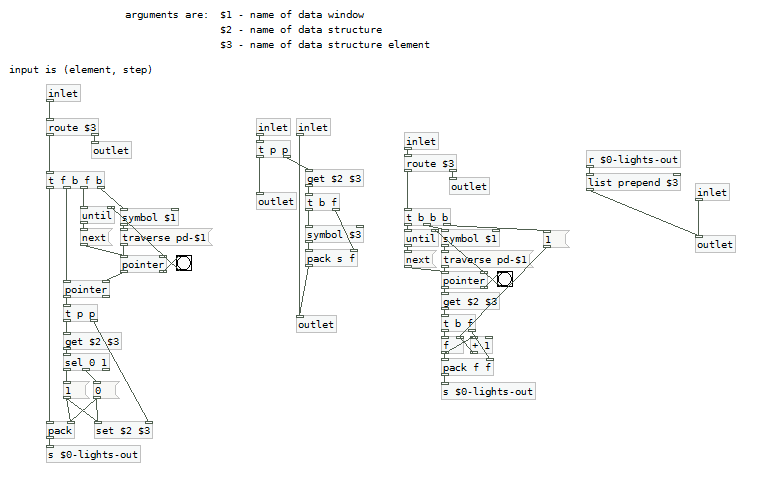 arguments are: $1 - name of data window
$2 - name of data structure
$3 - name of data structure element
input is (element, step)
inlet
route $3
outlet
t f b f b
until
symbol $1
next
traverse pd-$1
pointer
pointer
t p p
get $2 $3
sel 0 1
1
0
pack
set $2 $3
s $0-lights-out
inlet
inlet
t p p
get $2 $3
outlet
t b f
symbol $3
pack s f
outlet
inlet
route $3
outlet
t b b b
until
symbol $1
1
next
traverse pd-$1
pointer
get $2 $3
t b f
f
+ 1
pack f f
s $0-lights-out
r $0-lights-out
list prepend $3
inlet
outlet